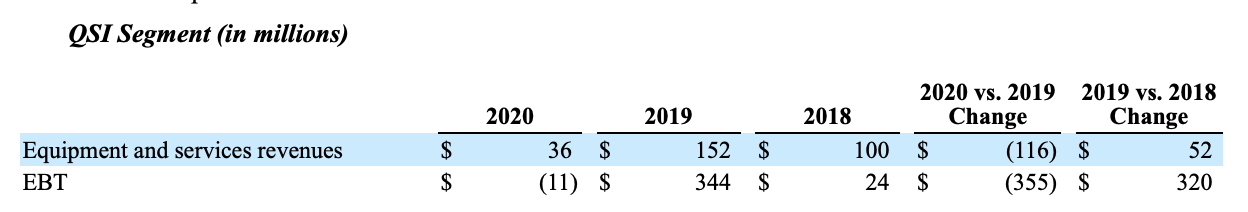 QSI Segment (in millions)
2020 vs. 2019 2019 vs. 2018
2020 2019 2018 Change Change
Equipment and services revenues $ 36 $ 152 $ 100 $ (116) $ 52
EBT $ (11) $ 344 $ 24 $ (355) $ 320